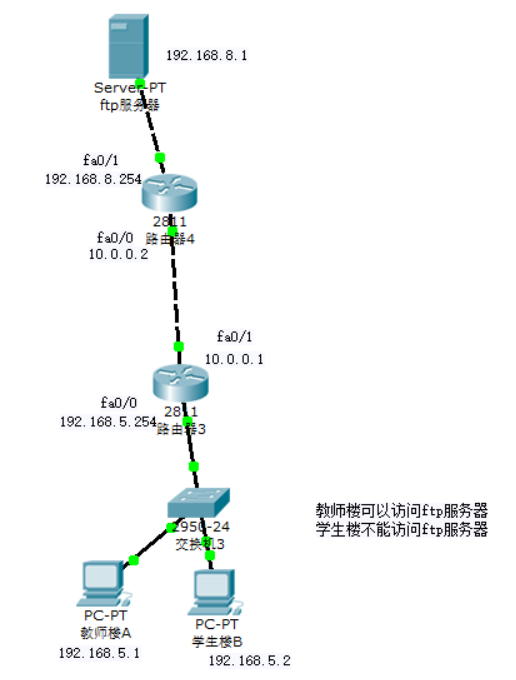 192.168.8.1
Server-PT
ftp服务器
fa0/1
192.168.8.254
2811
路由器4
fa0/0
10.0.0.2
fa0/1
10.0.0.1
fa0/0
192.168.5.254
2811
路由器3
2950-24
交换机3
教师楼可以访问ftp服务器
学生楼不能访问ftp服务器
PC-PT
教师楼A
192.168.5.1
PC-PT
学生楼B
192.168.5.2